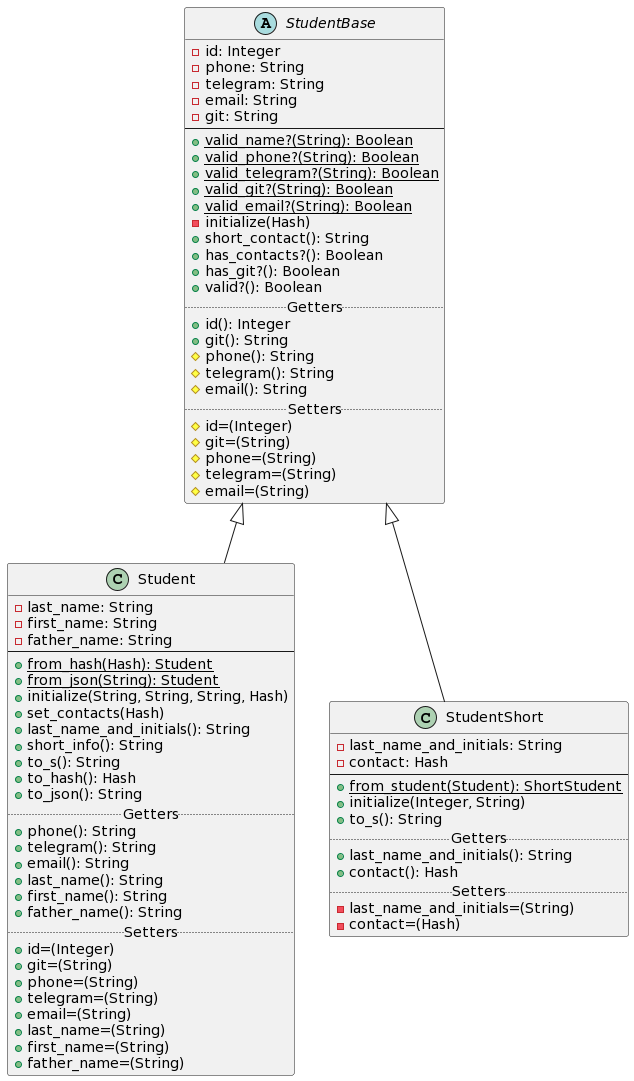 A StudentBase
id: Integer
phone: String
telegram: String
email: String
git: String
valid_name?(String): Boolean
valid_phone?(String): Boolean
valid_telegram?(String): Boolean
valid_git?(String): Boolean
valid_email?(String): Boolean
initialize(Hash)
short_contact(): String
has_contacts?(): Boolean
has_git?(): Boolean
valid?(): Boolean
Getters
id(): Integer
git(): String
phone(): String
telegram(): String
email(): String
Setters
id=(Integer)
git=(String)
phone=(String)
telegram=(String)
email=(String)
C Student
last_name: String
first_name: String
father_name: String
from_hash(Hash): Student
from_json(String): Student
initialize(String, String, String, Hash)
set_contacts(Hash)
last_name_and_initials(): String
short_info(): String
to_s(): String
to_hash(): Hash
to_json(): String
Getters
phone(): String
telegram(): String
email(): String
last_name(): String
first_name(): String
father_name(): String
Setters
id=(Integer)
git=(String)
phone=(String)
telegram=(String)
email=(String)
last_name=(String)
first_name=(String)
father_name=(String)
C StudentShort
last_name_and_initials: String
contact: Hash
from_student(Student): ShortStudent
initialize(Integer, String)
to_s(): String
Getters
last_name_and_initials(): String
contact(): Hash
Setters
last_name_and_initials=(String)
contact=(Hash)